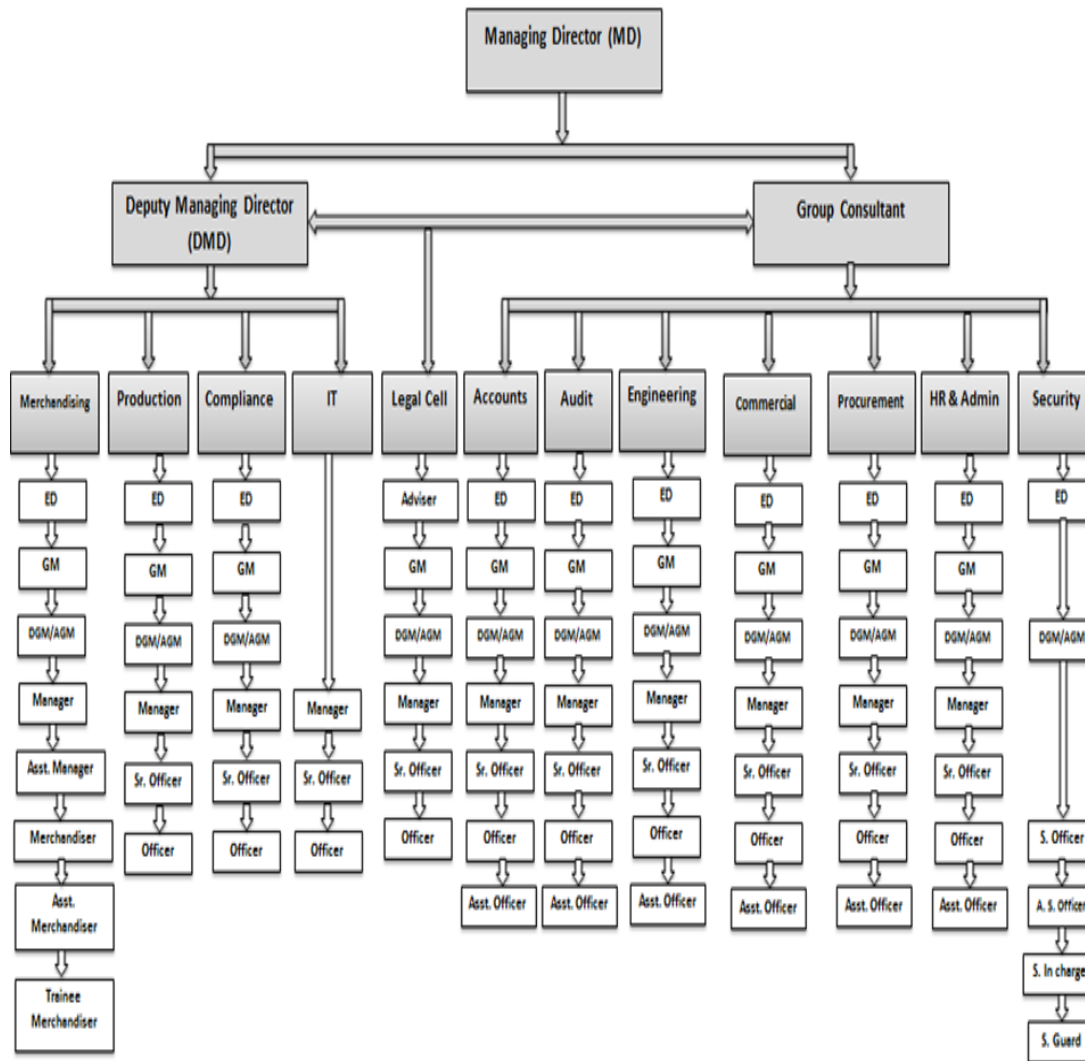 Managing Director (MD)
Deputy Managing Director
(DMD)
Group Consultant
Merchandising
Production
Compliance
IT
Legal Cell
Accounts
Audit
Engineering
Commercial
Procurement
HR & Admin
Security
ED
GM
DGM/AGM
Manager
Asst. Manager
Merchandiser
Asst.
Merchandiser
Trainee
Merchandiser
ED
GM
DGM/AGM
Manager
Sr. Officer
Officer
ED
GM
DGM/AGM
Manager
Sr. Officer
Officer
Manager
Sr. Officer
Officer
Adviser
GM
DGM/AGM
Manager
Sr. Officer
Officer
ED
GM
DGM/AGM
Manager
Sr. Officer
Officer
Asst. Officer
ED
GM
DGM/AGM
Manager
Sr. Officer
Officer
Asst. Officer
ED
GM
DGM/AGM
Manager
Sr. Officer
Officer
Asst. Officer
ED
GM
DGM/AGM
Manager
Sr. Officer
Officer
Asst. Officer
ED
GM
DGM/AGM
Manager
Sr. Officer
Officer
Asst. Officer
ED
GM
DGM/AGM
Manager
Sr. Officer
Officer
Asst. Officer
ED
DGM/AGM
S. Officer
A. S. Officer
S. In charge
S. Guard